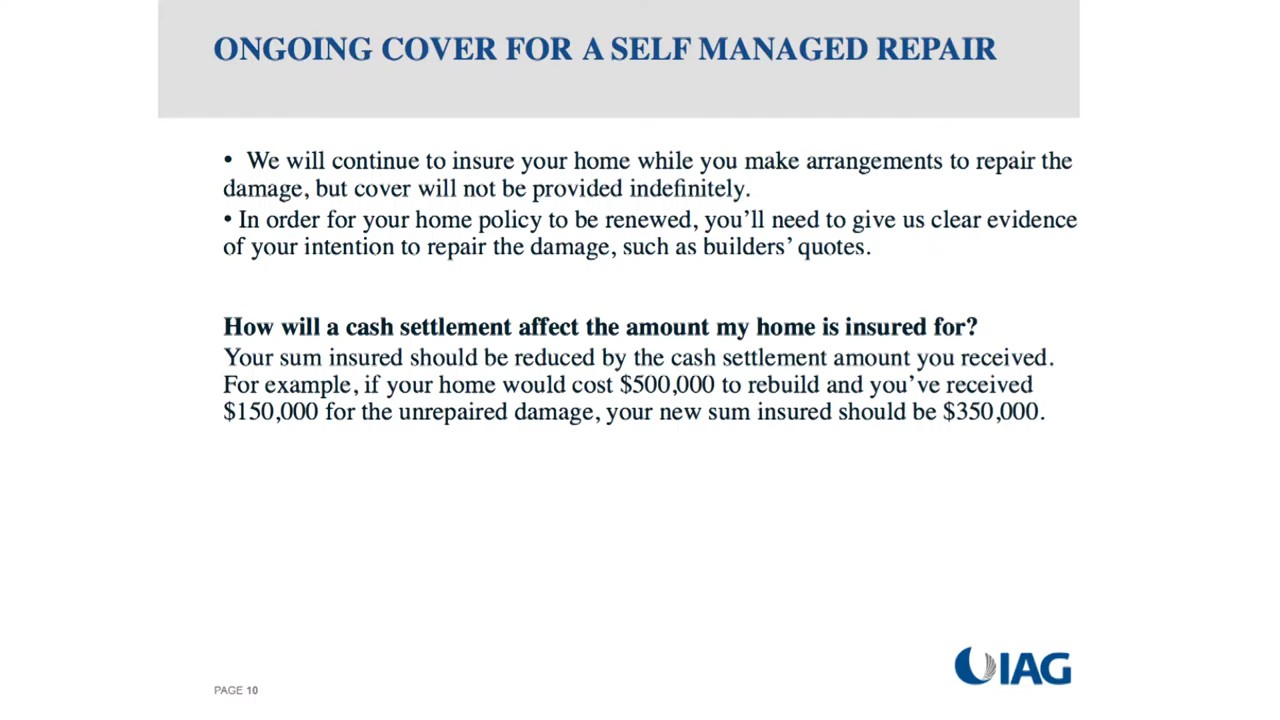 ONGOING COVER FOR A SELF MANAGED REPAIR
• We will continue to insure your home while you make arrangements to repair the
damage, but cover will not be provided indefinitely.
• In order for your home policy to be renewed, you’ll need to give us clear evidence
of your intention to repair the damage, such as builders’ quotes.
How will a cash settlement affect the amount my home is insured for?
Your sum insured should be reduced by the cash settlement amount you received.
For example, if your home would cost $500,000 to rebuild and you’ve received
$150,000 for the unrepaired damage, your new sum insured should be $350,000.
IAG
PAGE 10